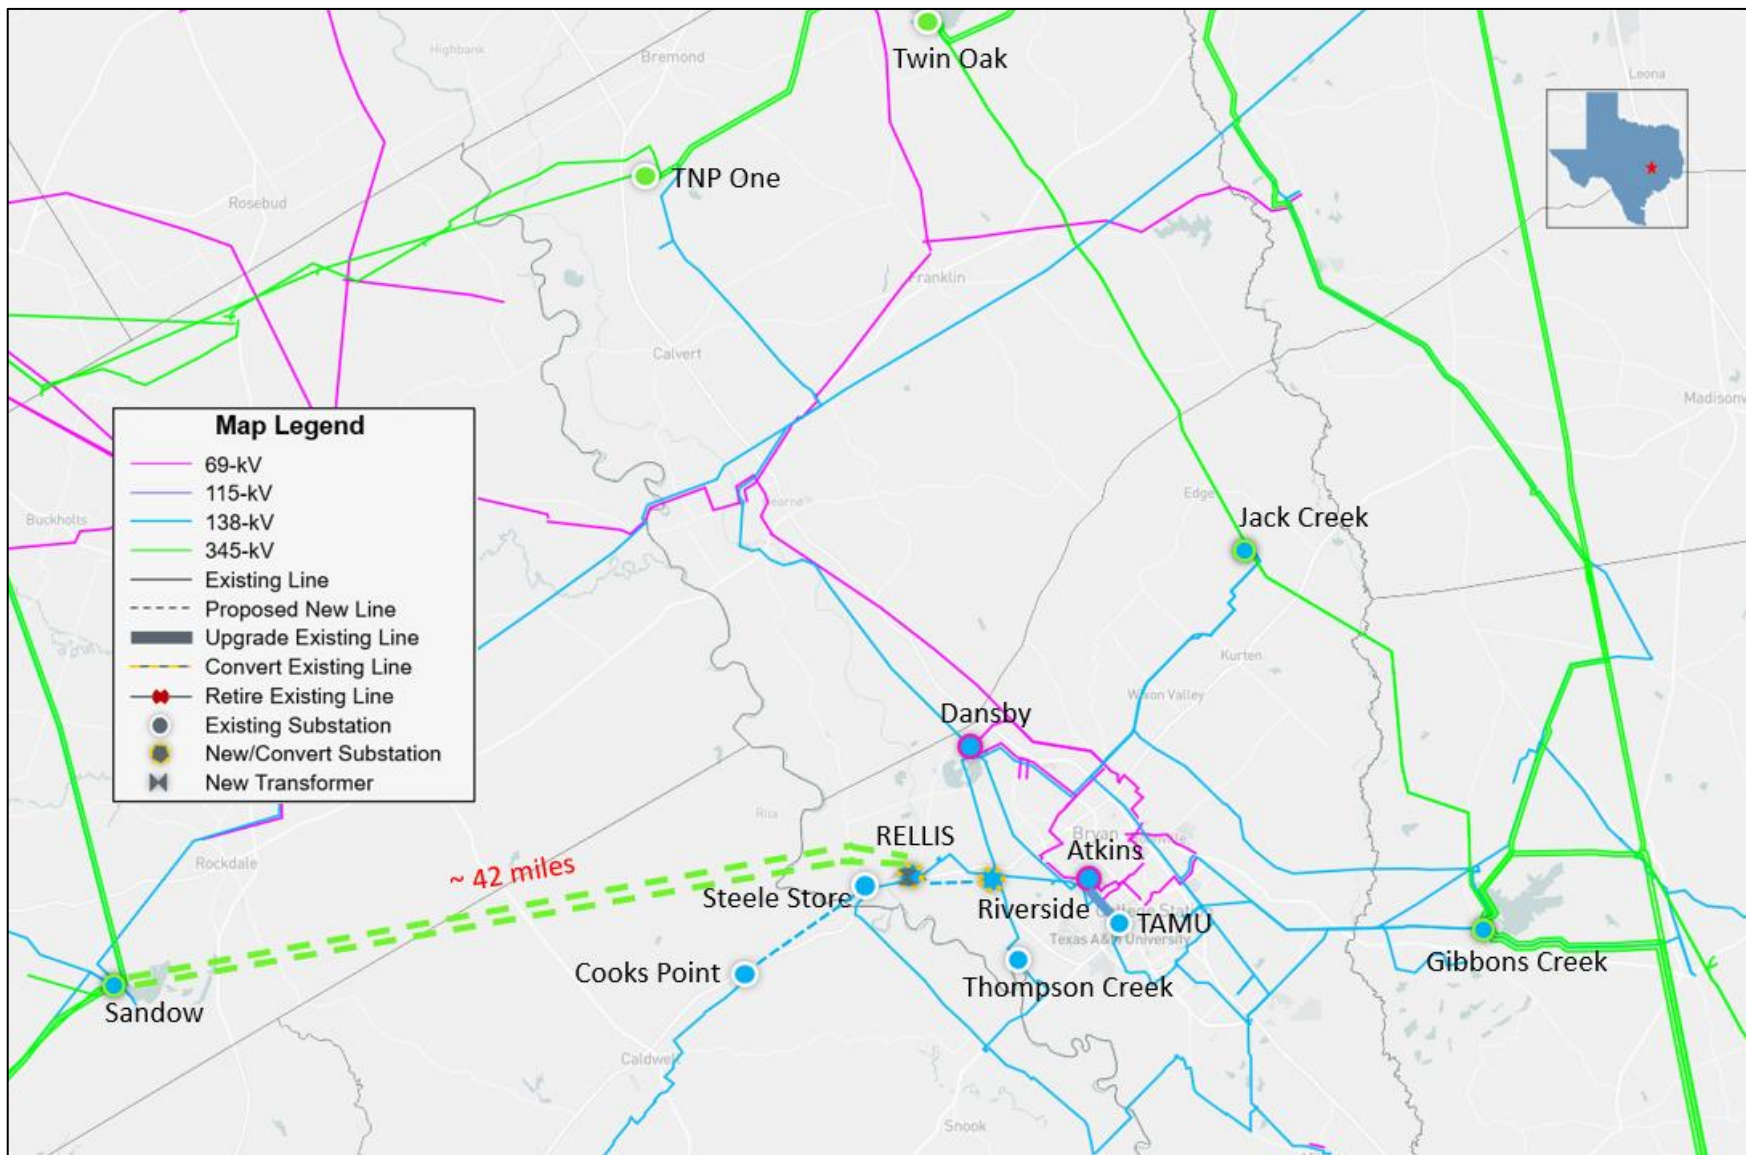 Highbank
Bremond
Twin Oak
Leona
TNP One
Rosebud
Franklin
Calvert
Map Legend
69-kV
115-kV
138-kV
345-kV
Existing Line
Proposed New Line
Upgrade Existing Line
Convert Existing Line
Retire Existing Line
Existing Substation
New/Convert Substation
New Transformer
Buckholts
Edge
Jack Creek
Kurten
Wixon Valley
Dansby
Rita
RELLIS
Bryan
Atkins
Rockdale
~ 42 miles
Steele Store
Riverside
TAMU
Texas A&M University
Gibbons Creek
Cooks Point
Thompson Creek
Sandow
Caldwell
Snook